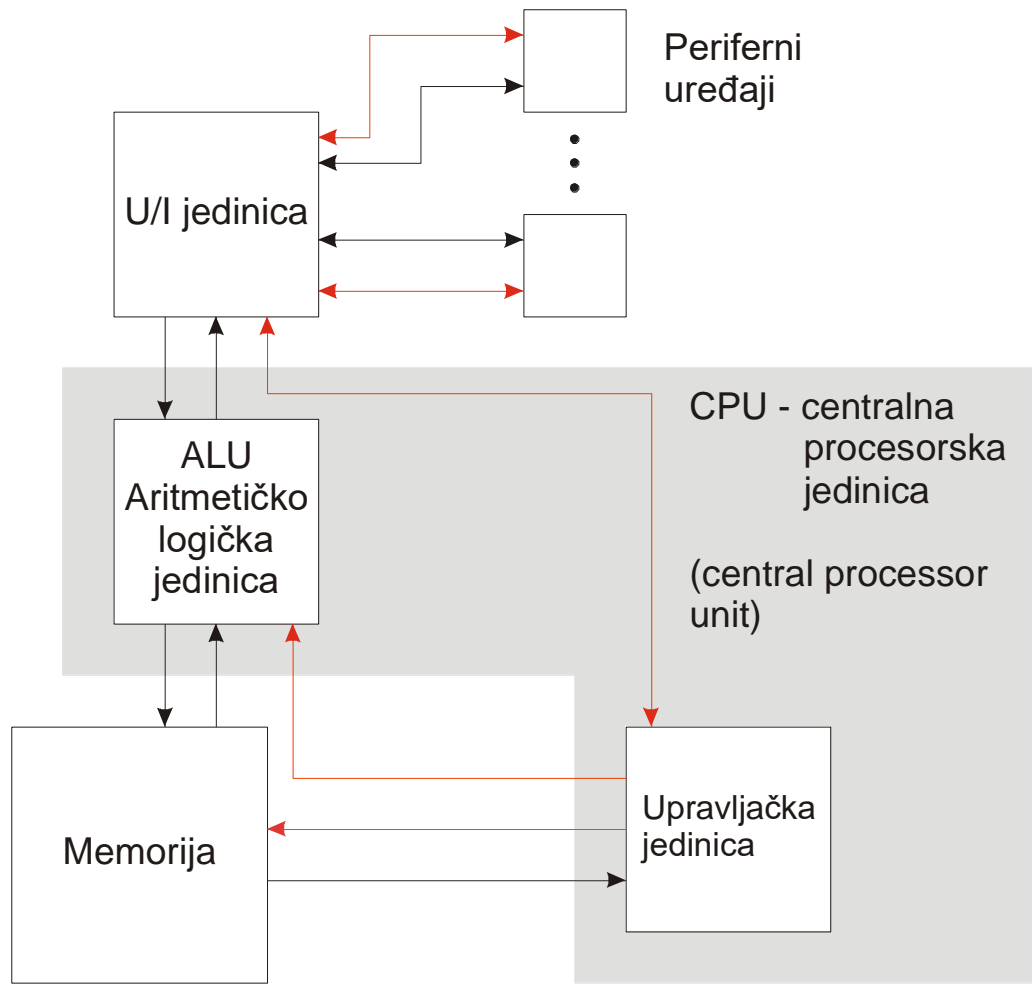 Periferni
uređaji
U/I jedinica
CPU - centralna
procesorska
jedinica
(central processor
unit)
ALU
Aritmetičko
logička
jedinica
Memorija
Upravljačka
jedinica